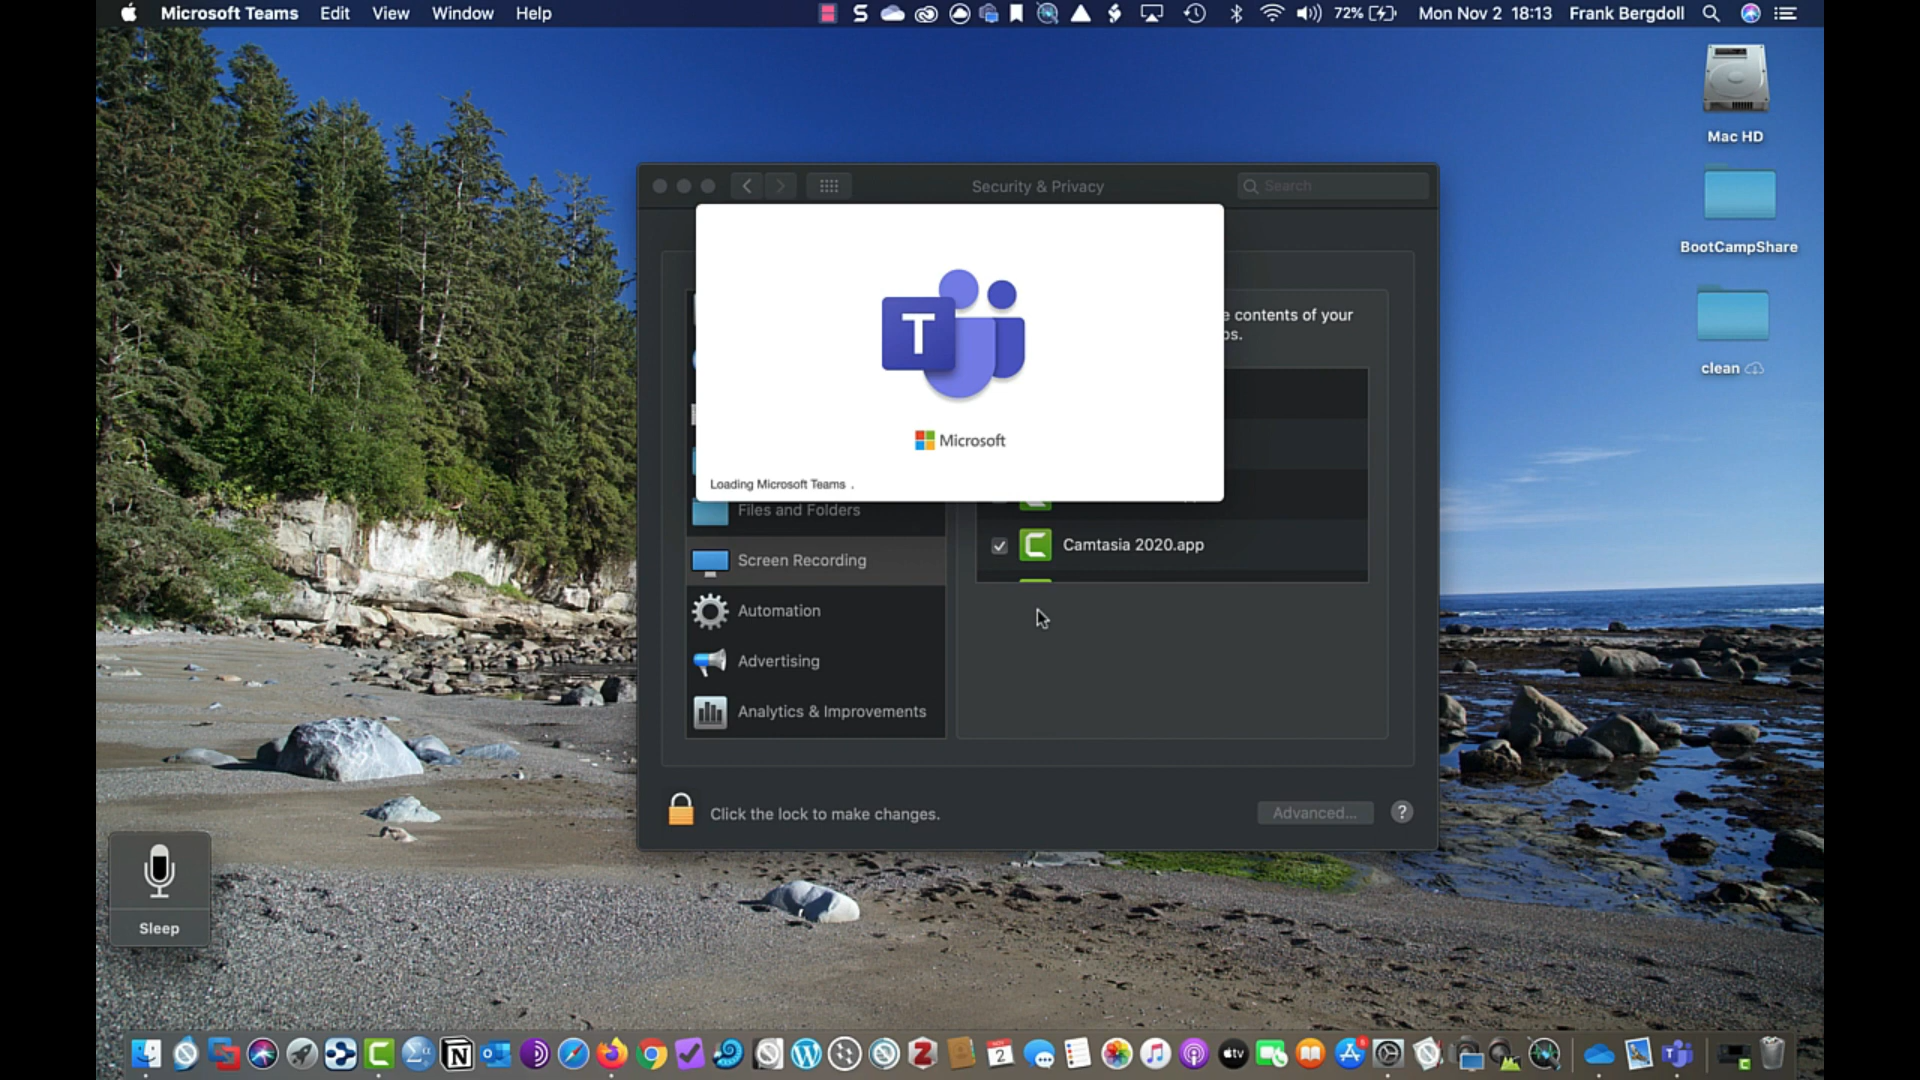 Microsoft Teams Edit View Window Help
72% Mon Nov 2 18:13 Frank Bergdoll
Mac HD
BootCampShare
clean
Security & Privacy
Search
e contents of your
ps.
T
Microsoft
Loading Microsoft Teams .
Files and Folders
Camtasia 2020.app
Screen Recording
Automation
Advertising
Analytics & Improvements
Click the lock to make changes.
Advanced...
?
Sleep